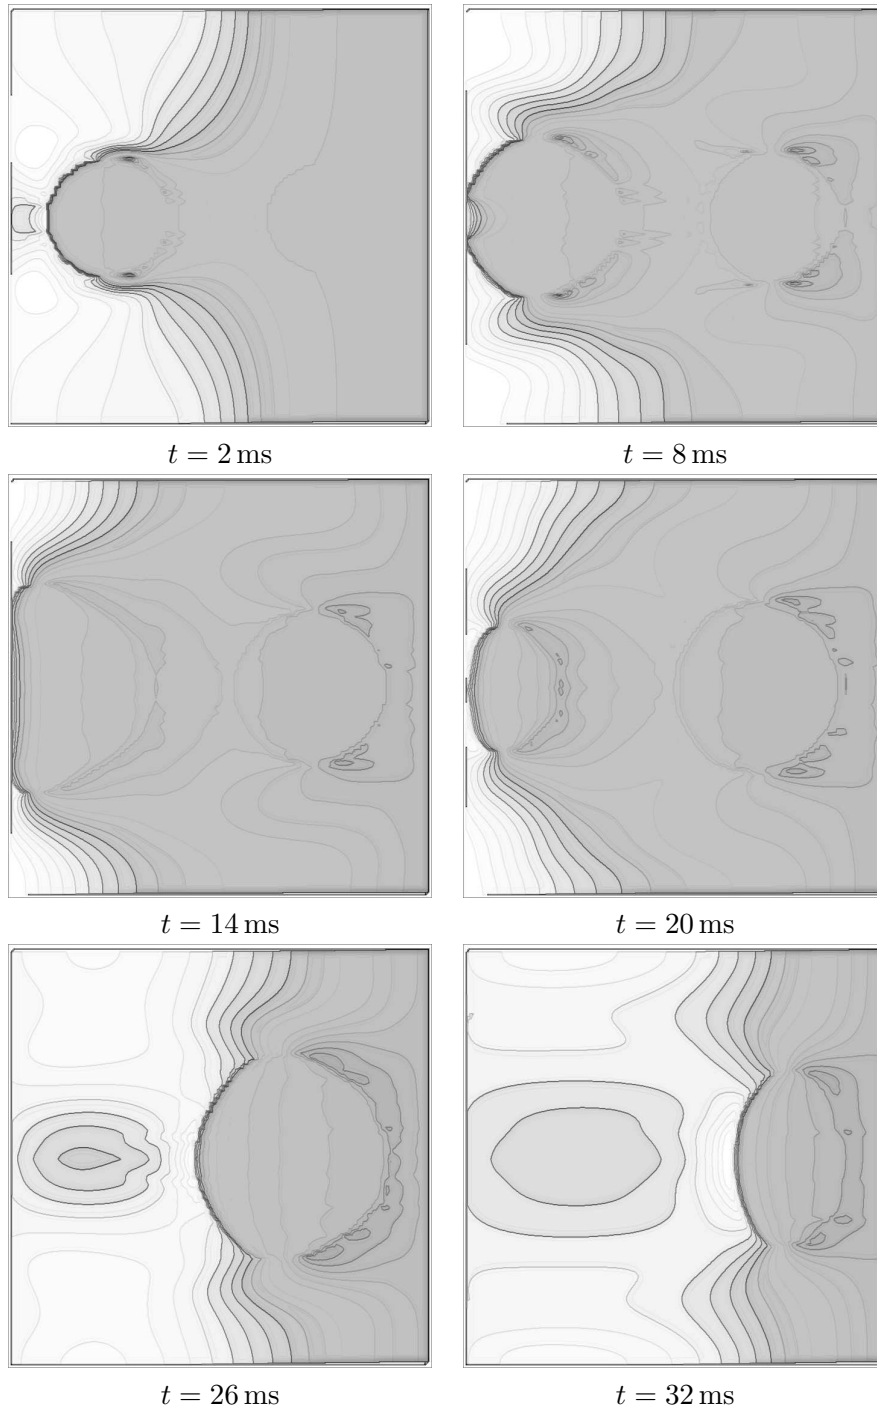 t = 2 ms
t = 8 ms
t = 14 ms
t = 20 ms
t = 26 ms
t = 32 ms